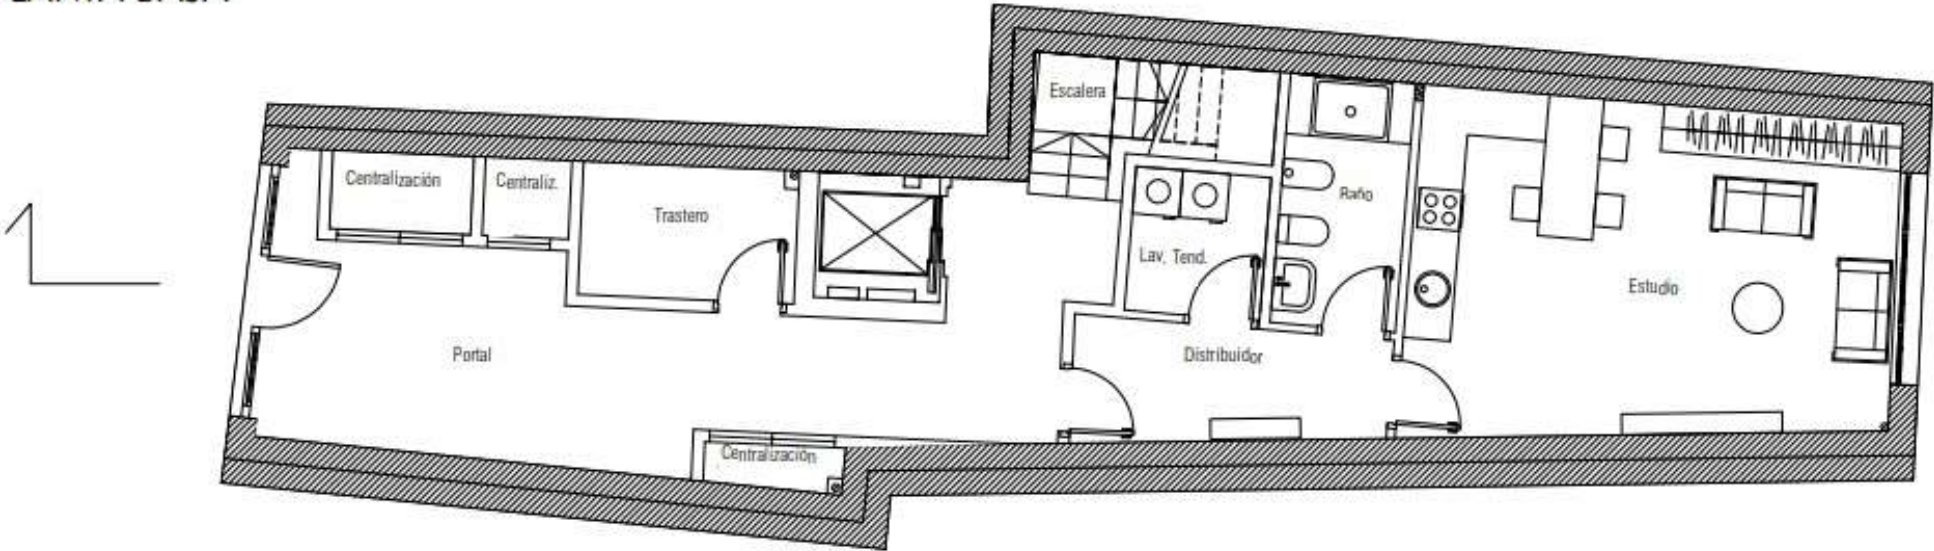 Escalera
Centralización
Centraliz.
Trastero
Baño
Lav. Tend.
Estudio
Portal
Distribuidor
Centralización